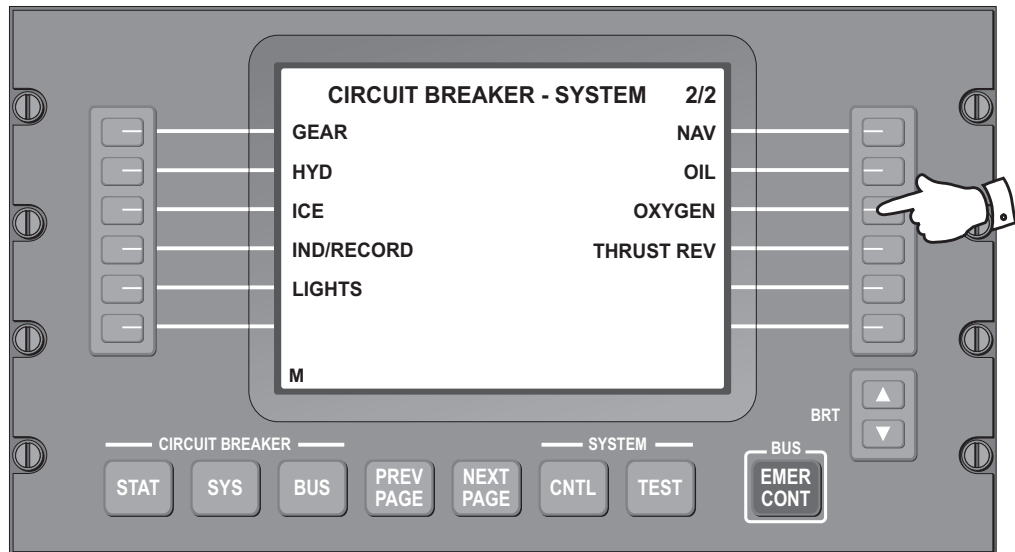 CIRCUIT BREAKER - SYSTEM 2/2
GEAR NAV
HYD OIL
ICE OXYGEN
IND/RECORD THRUST REV
LIGHTS
M
BRT
CIRCUIT BREAKER SYSTEM BUS
STAT SYS BUS PREV PAGE NEXT PAGE CNTL TEST EMER CONT